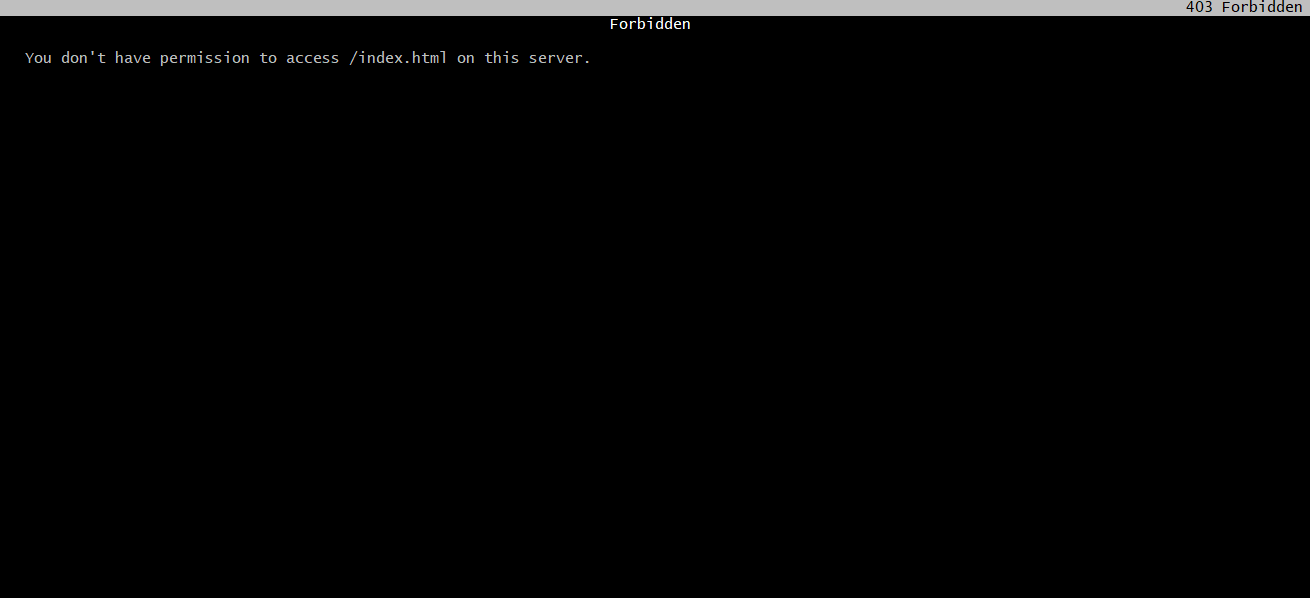 403 Forbidden
Forbidden
You don't have permission to access /index.html on this server.